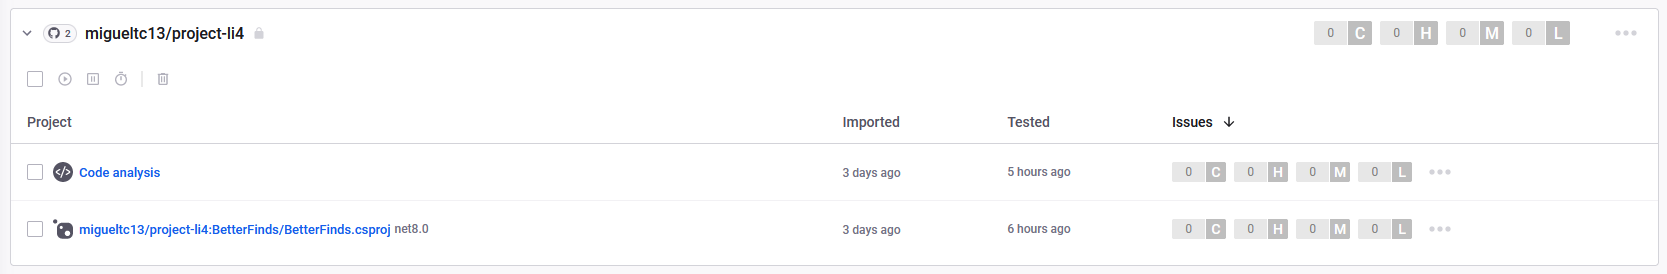 2 migueltc13/project-li4 0 C 0 H 0 M 0 L
Project Imported Tested Issues
Code analysis 3 days ago 5 hours ago 0 C 0 H 0 M 0 L
migueltc13/project-li4:BetterFinds/BetterFinds.csproj net8.0 3 days ago 6 hours ago 0 C 0 H 0 M 0 L